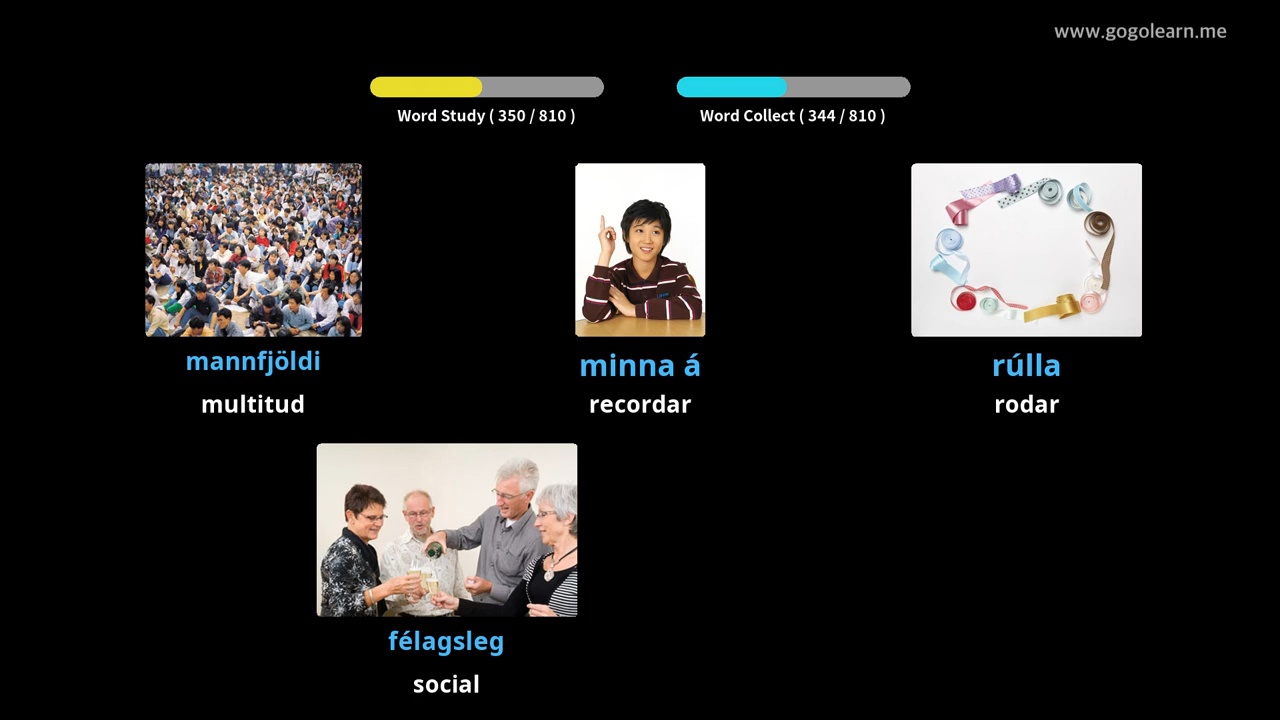 www.gogolearn.me
Word Study ( 350 / 810 )
Word Collect ( 344 / 810 )
mannfjöldi
multitud
minna á
recordar
rúlla
rodar
félagsleg
social